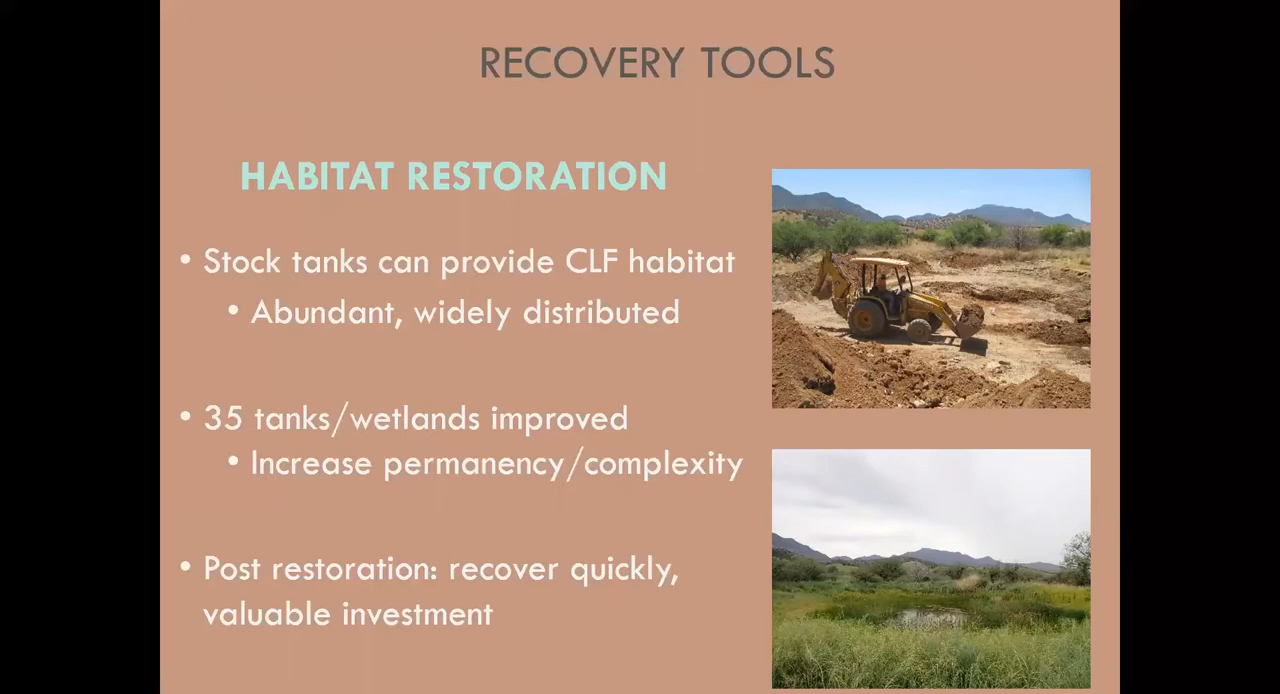 RECOVERY TOOLS
HABITAT RESTORATION
• Stock tanks can provide CLF habitat
• Abundant, widely distributed
• 35 tanks/wetlands improved
• Increase permanency/complexity
• Post restoration: recover quickly,
valuable investment